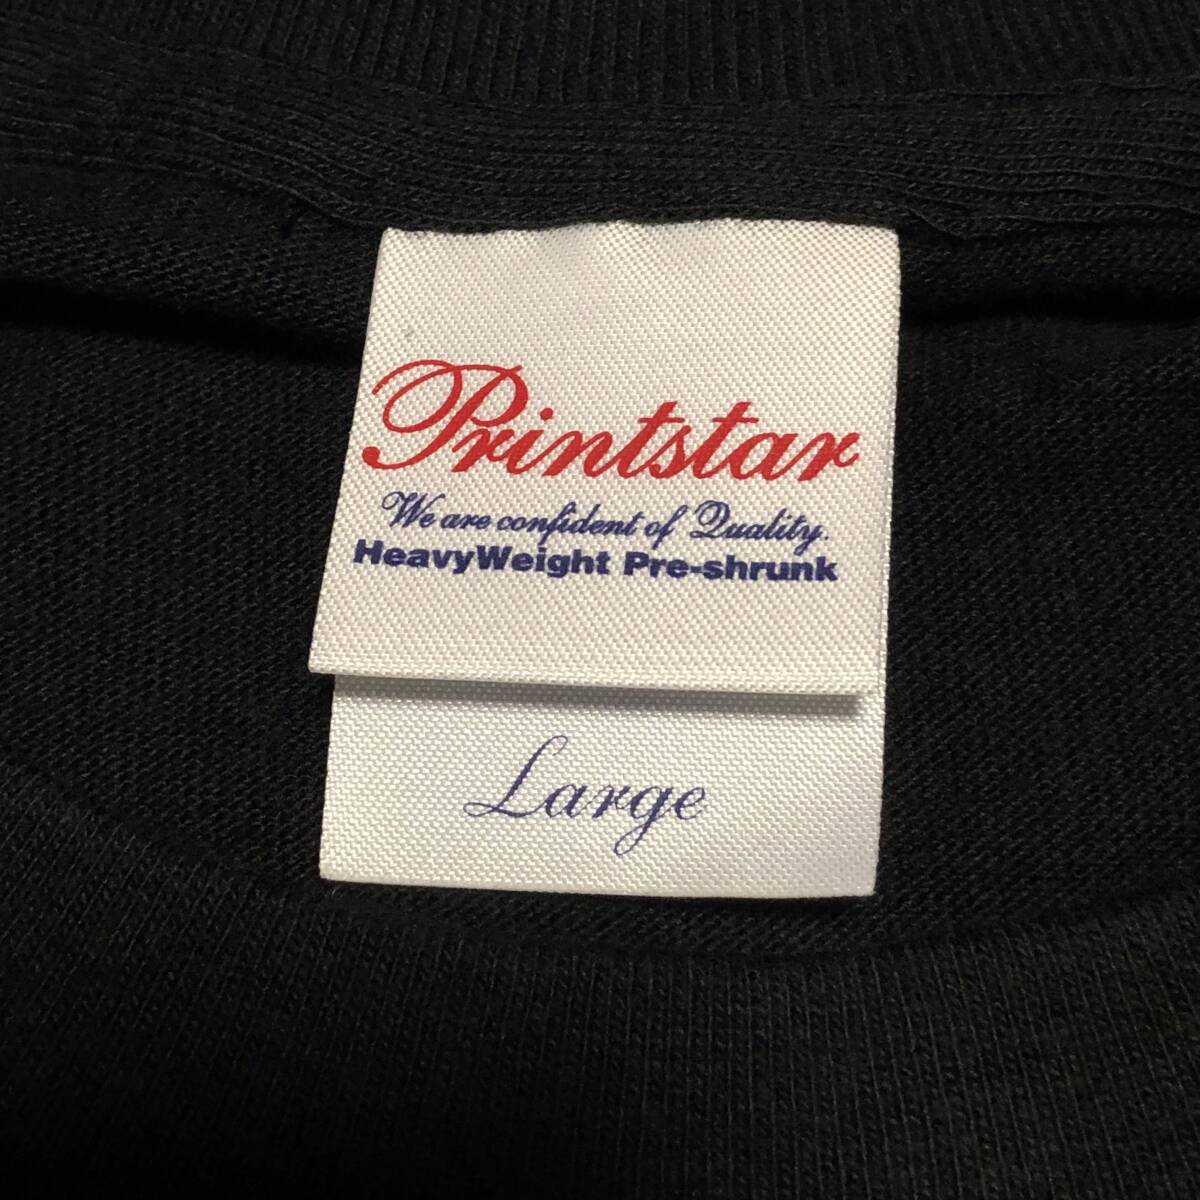 Printstar
We are confident of Quality.
HeavyWeight Pre-shrunk
Large